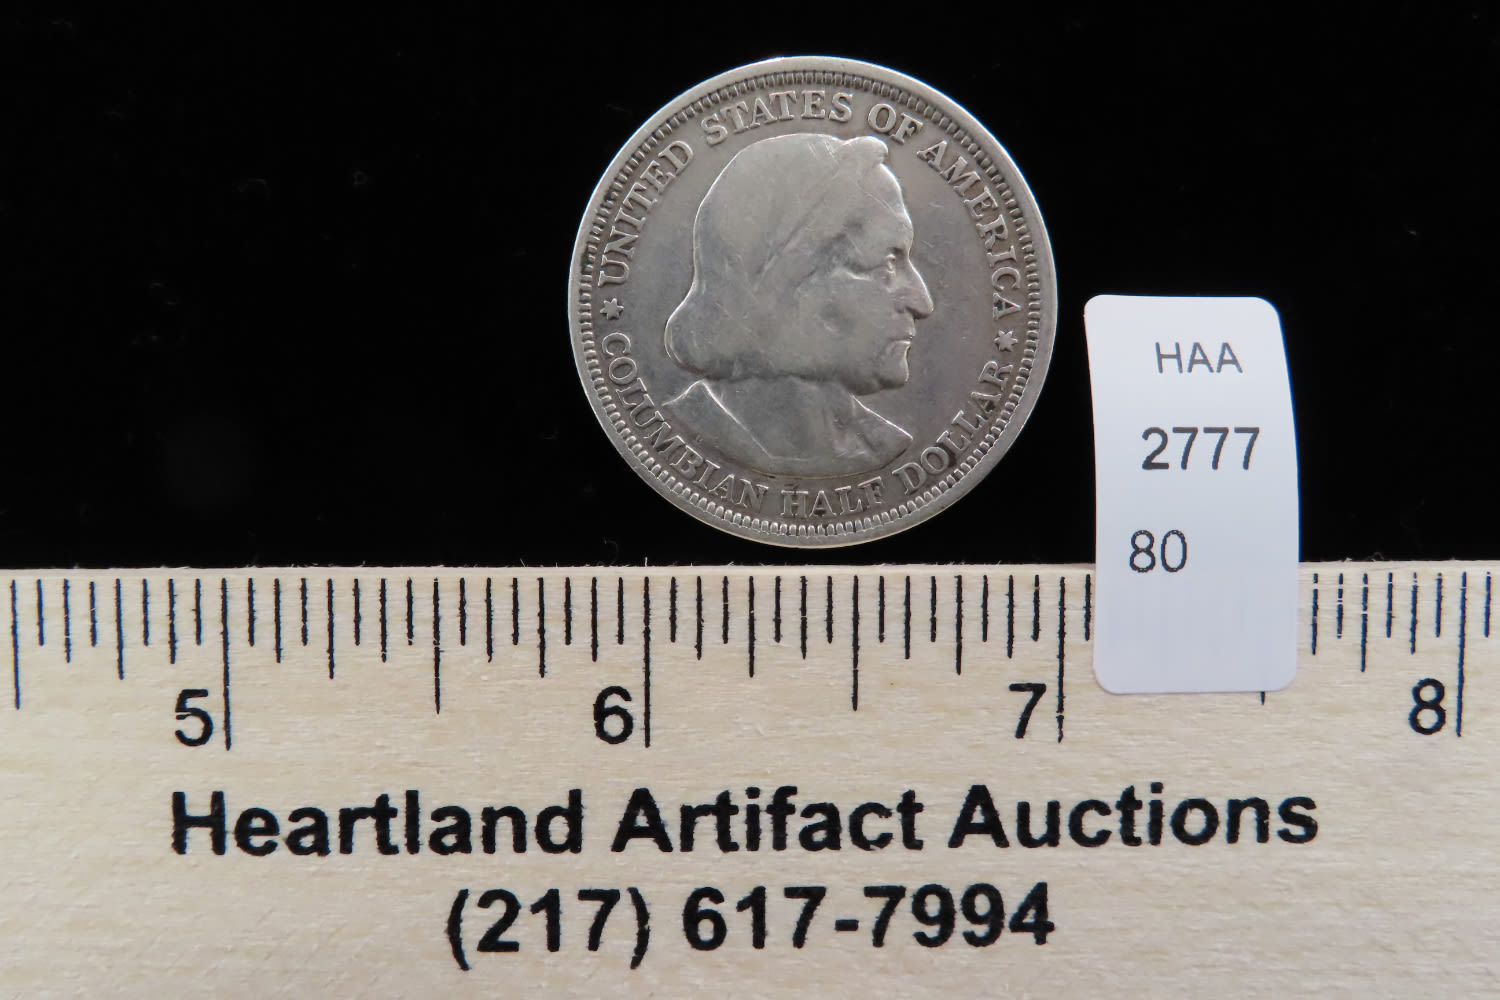 UNITED STATES OF AMERICA
COLUMBIAN HALF DOLLAR
HAA
2777
80
5 6 7 8
Heartland Artifact Auctions
(217) 617-7994